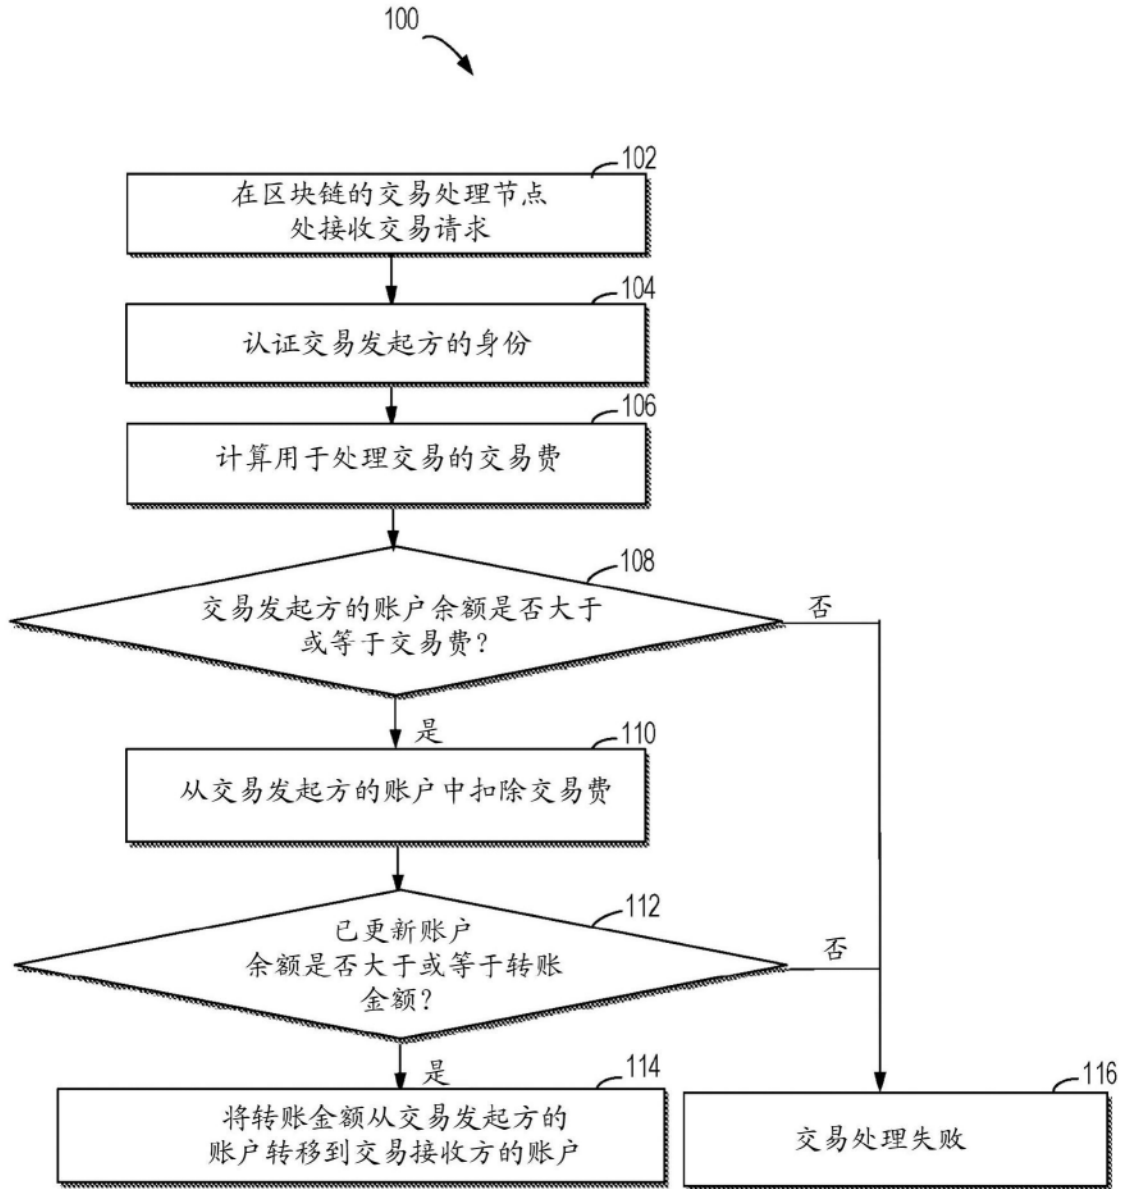 100
102
在区块链的交易处理节点
处接收交易请求
104
认证交易发起方的身份
106
计算用于处理交易的交易费
108
交易发起方的账户余额是否大于
或等于交易费？
否
是
110
从交易发起方的账户中扣除交易费
112
已更新账户
余额是否大于或等于转账
金额？
否
是
114
将转账金额从交易发起方的
账户转移到交易接收方的账户
116
交易处理失败